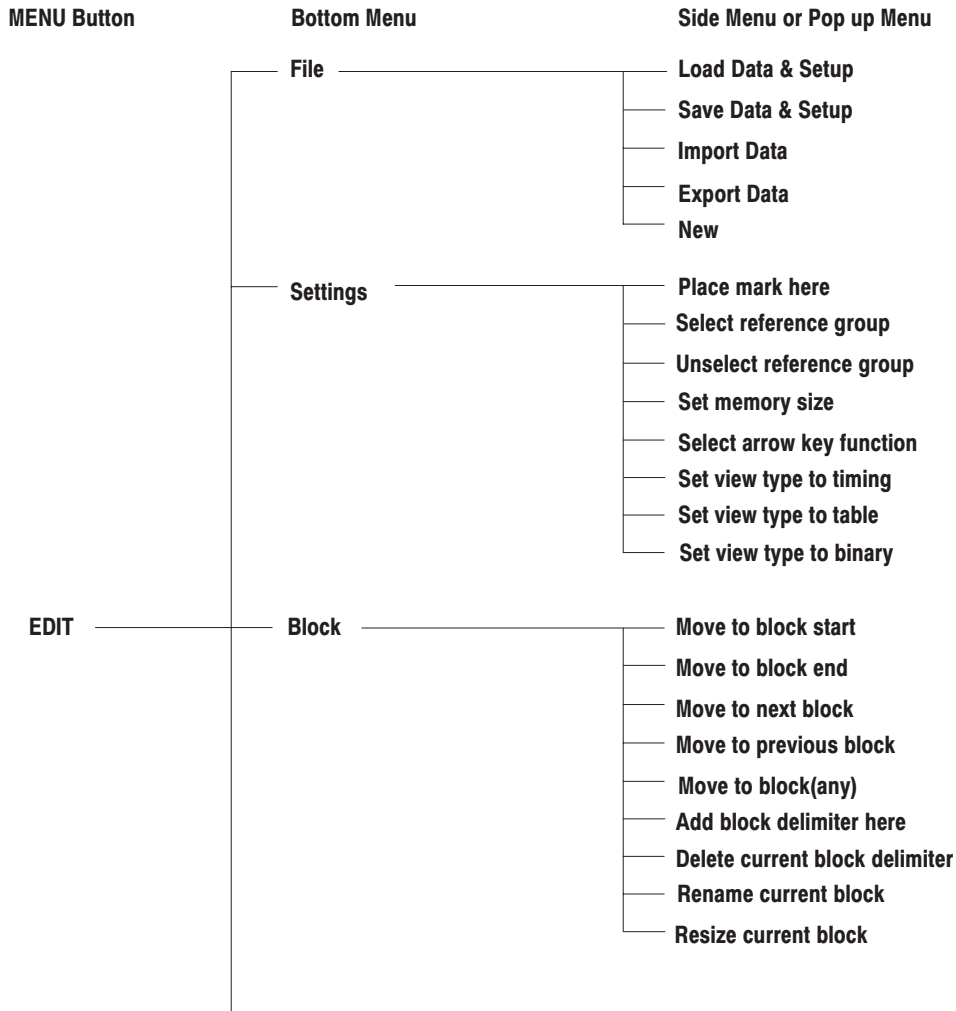 MENU Button Bottom Menu Side Menu or Pop up Menu
File
Load Data & Setup
Save Data & Setup
Import Data
Export Data
New
Settings
Place mark here
Select reference group
Unselect reference group
Set memory size
Select arrow key function
Set view type to timing
Set view type to table
Set view type to binary
EDIT
Block
Move to block start
Move to block end
Move to next block
Move to previous block
Move to block(any)
Add block delimiter here
Delete current block delimiter
Rename current block
Resize current block